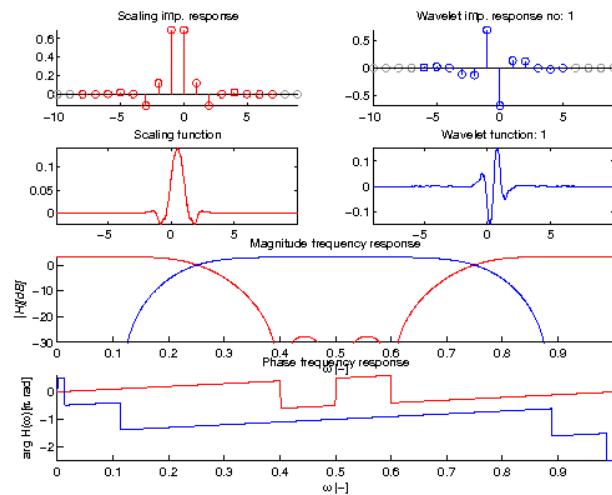 Scaling imp. response
Wavelet imp. response no: 1
0.6
0.4
0.2
0
-10 -5 0 5
0.5
0
-0.5
-10 -5 0 5
Scaling function
Wavelet function: 1
0.1
0.05
0
-5 0 5
0.1
0
-0.1
-5 0 5
Magnitude frequency response
|H|[dB]
0
-10
-20
-30
0 0.1 0.2 0.3 0.4 0.5 0.6 0.7 0.8 0.9
ω [-]
Phase frequency response
arg H(ω)[π rad]
0
-1
-2
0 0.1 0.2 0.3 0.4 0.5 0.6 0.7 0.8 0.9
ω [-]